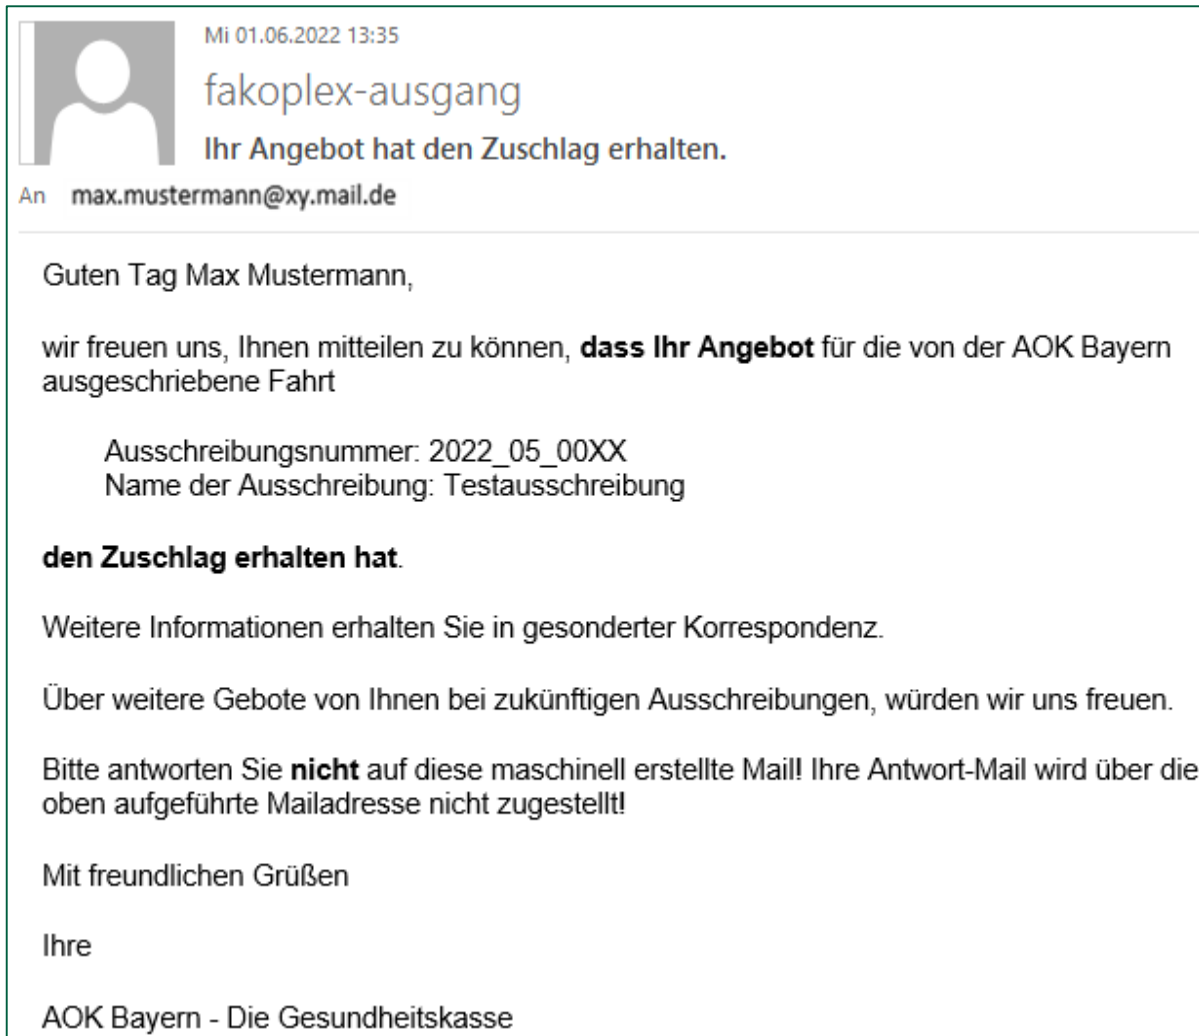 Mi 01.06.2022 13:35
fakoplex-ausgang
Ihr Angebot hat den Zuschlag erhalten.
An max.mustermann@xy.mail.de
Guten Tag Max Mustermann,
wir freuen uns, Ihnen mitteilen zu können, dass Ihr Angebot für die von der AOK Bayern
ausgeschriebene Fahrt
Ausschreibungsnummer: 2022_05_00XX
Name der Ausschreibung: Testausschreibung
den Zuschlag erhalten hat.
Weitere Informationen erhalten Sie in gesonderter Korrespondenz.
Über weitere Gebote von Ihnen bei zukünftigen Ausschreibungen, würden wir uns freuen.
Bitte antworten Sie nicht auf diese maschinell erstellte Mail! Ihre Antwort-Mail wird über die
oben aufgeführte Mailadresse nicht zugestellt!
Mit freundlichen Grüßen
Ihre
AOK Bayern - Die Gesundheitskasse